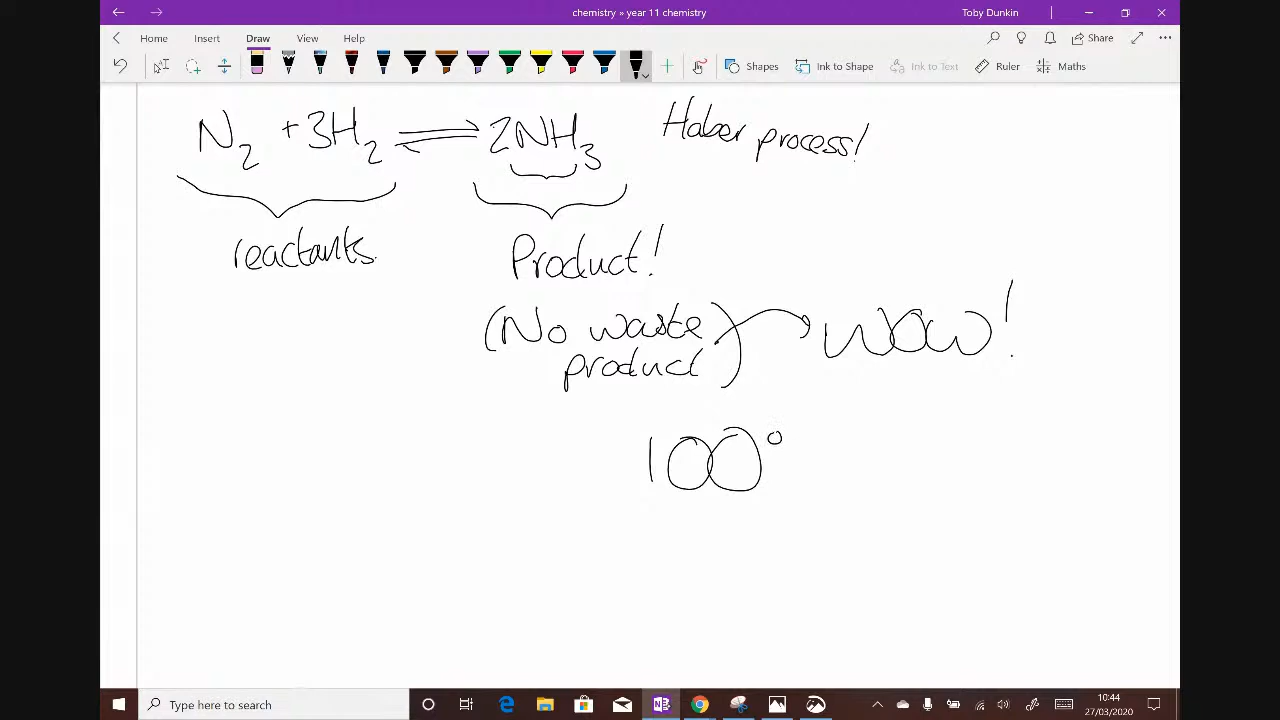 chemistry » year 11 chemistry
Toby Dunkin
Home Insert Draw View Help
Share
Shapes Ink to Shape Ink to Text Ruler Maths
N₂ + 3H₂ ⇌ 2NH₃ Haber process!
reactants. Product!
(No waste product) → WOW!
100°
Type here to search
10:44
27/03/2020